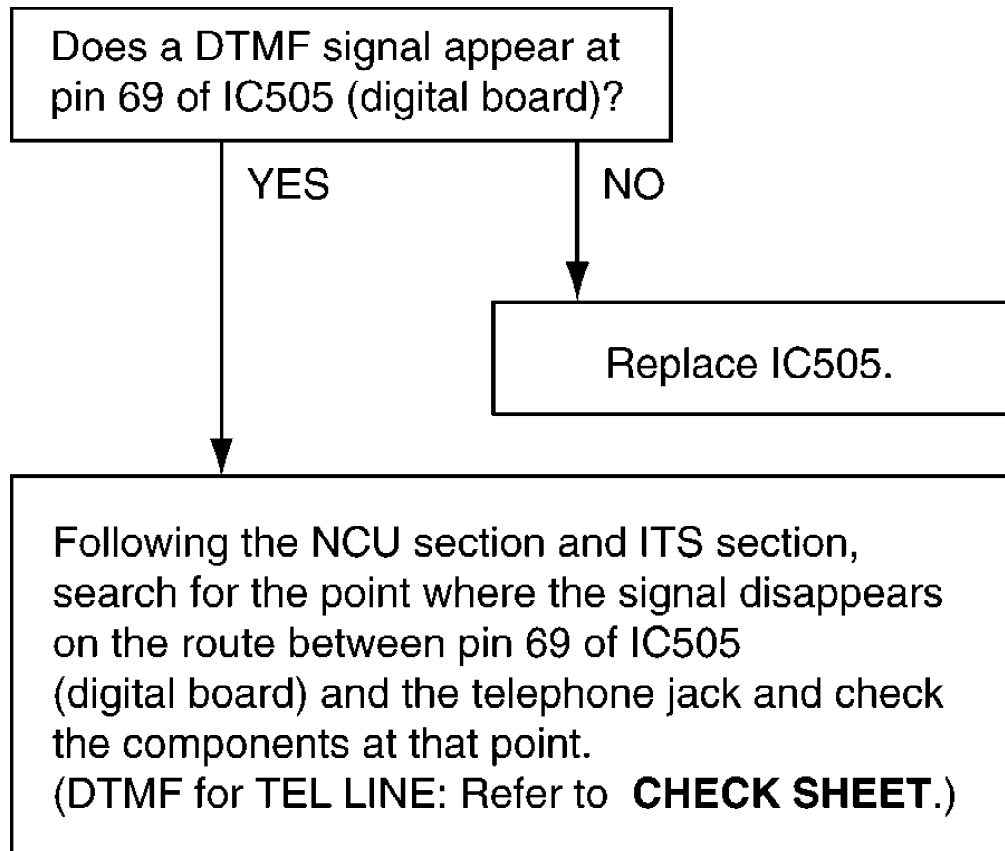 Does a DTMF signal appear at
pin 69 of IC505 (digital board)?
YES
NO
Replace IC505.
Following the NCU section and ITS section,
search for the point where the signal disappears
on the route between pin 69 of IC505
(digital board) and the telephone jack and check
the components at that point.
(DTMF for TEL LINE: Refer to CHECK SHEET.)